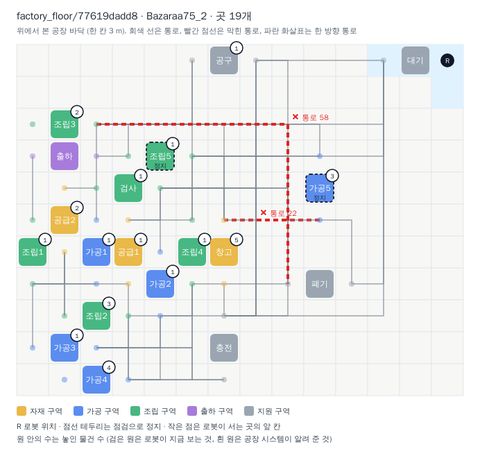 factory_floor/77619dadd8 · Bazaraa75_2 · 곳 19개
위에서 본 공장 바닥 (한 칸 3 m). 회색 선은 통로, 빨간 점선은 막힌 통로, 파란 화살표는 한 방향 통로
1
공구
대기
R
2
조립3
✕ 통로 58
출하
1
조립5
정지
1
검사
3
가공5
정지
2
공급2
✕ 통로 22
1
조립1
1
가공1
1
공급1
1
조립4
5
창고
1
가공2
폐기
3
조립2
1
가공3
충전
4
가공4
자재 구역
가공 구역
조립 구역
출하 구역
지원 구역
R 로봇 위치 · 점선 테두리는 점검으로 정지 · 작은 점은 로봇이 서는 곳의 앞 칸
원 안의 수는 놓인 물건 수 (검은 원은 로봇이 지금 보는 것, 흰 원은 공장 시스템이 알려 준 것)